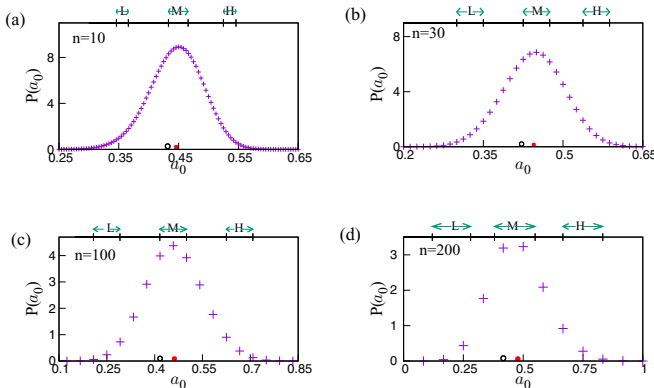 (a)
L M H
n=10
P(a₀)
8
4
0
0.25 0.35 0.45 0.55 0.65
a₀
(b)
L M H
n=30
P(a₀)
8
4
0
0.2 0.35 0.5 0.65
a₀
(c)
L M H
n=100
P(a₀)
4
3
2
1
0
0.1 0.4 0.55 0.7 0.85
a₀
(d)
L M H
n=200
P(a₀)
3
2
1
0
0 0.25 0.5 0.75 1
a₀